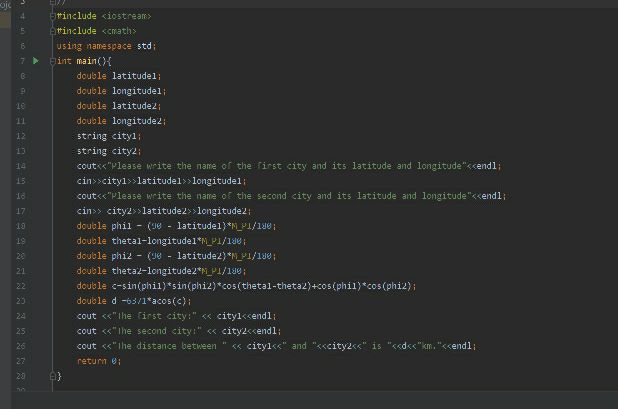 3 //
4 #include <iostream>
5 #include <cmath>
6 using namespace std;
7 int main(){
8 double latitude1;
9 double longitude1;
10 double latitude2;
11 double longitude2;
12 string city1;
13 string city2;
14 cout<<"Please write the name of the first city and its latitude and longitude"<<endl;
15 cin>>city1>>latitude1>>longitude1;
16 cout<<"Please write the name of the second city and its latitude and longitude"<<endl;
17 cin>> city2>>latitude2>>longitude2;
18 double phi1 = (90 - latitude1)*M_PI/180;
19 double theta1=longitude1*M_PI/180;
20 double phi2 = (90 - latitude2)*M_PI/180;
21 double theta2=longitude2*M_PI/180;
22 double c=sin(phi1)*sin(phi2)*cos(theta1-theta2)+cos(phi1)*cos(phi2);
23 double d =6371*acos(c);
24 cout <<"The first city:" << city1<<endl;
25 cout <<"The second city:" << city2<<endl;
26 cout <<"The distance between " << city1<<" and "<<city2<<" is "<<d<<"km."<<endl;
27 return 0;
28 }